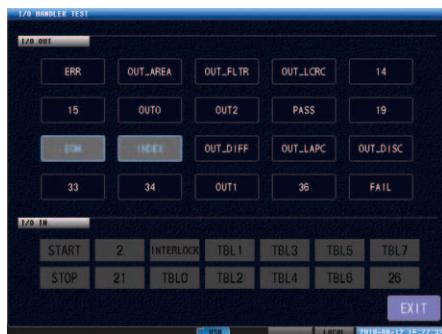 I/O HANDLER TEST
I/O OUT
ERR OUT_AREA OUT_FLTR OUT_LCRC 14
15 OUT0 OUT2 PASS 19
EOM INDEX OUT_DIFF OUT_LAPC OUT_DISC
33 34 OUT1 36 FAIL
I/O IN
START 2 INTERLOCK TBL1 TBL3 TBL5 TBL7
STOP 21 TBL0 TBL2 TBL4 TBL6 26
EXIT
USB LOCAL